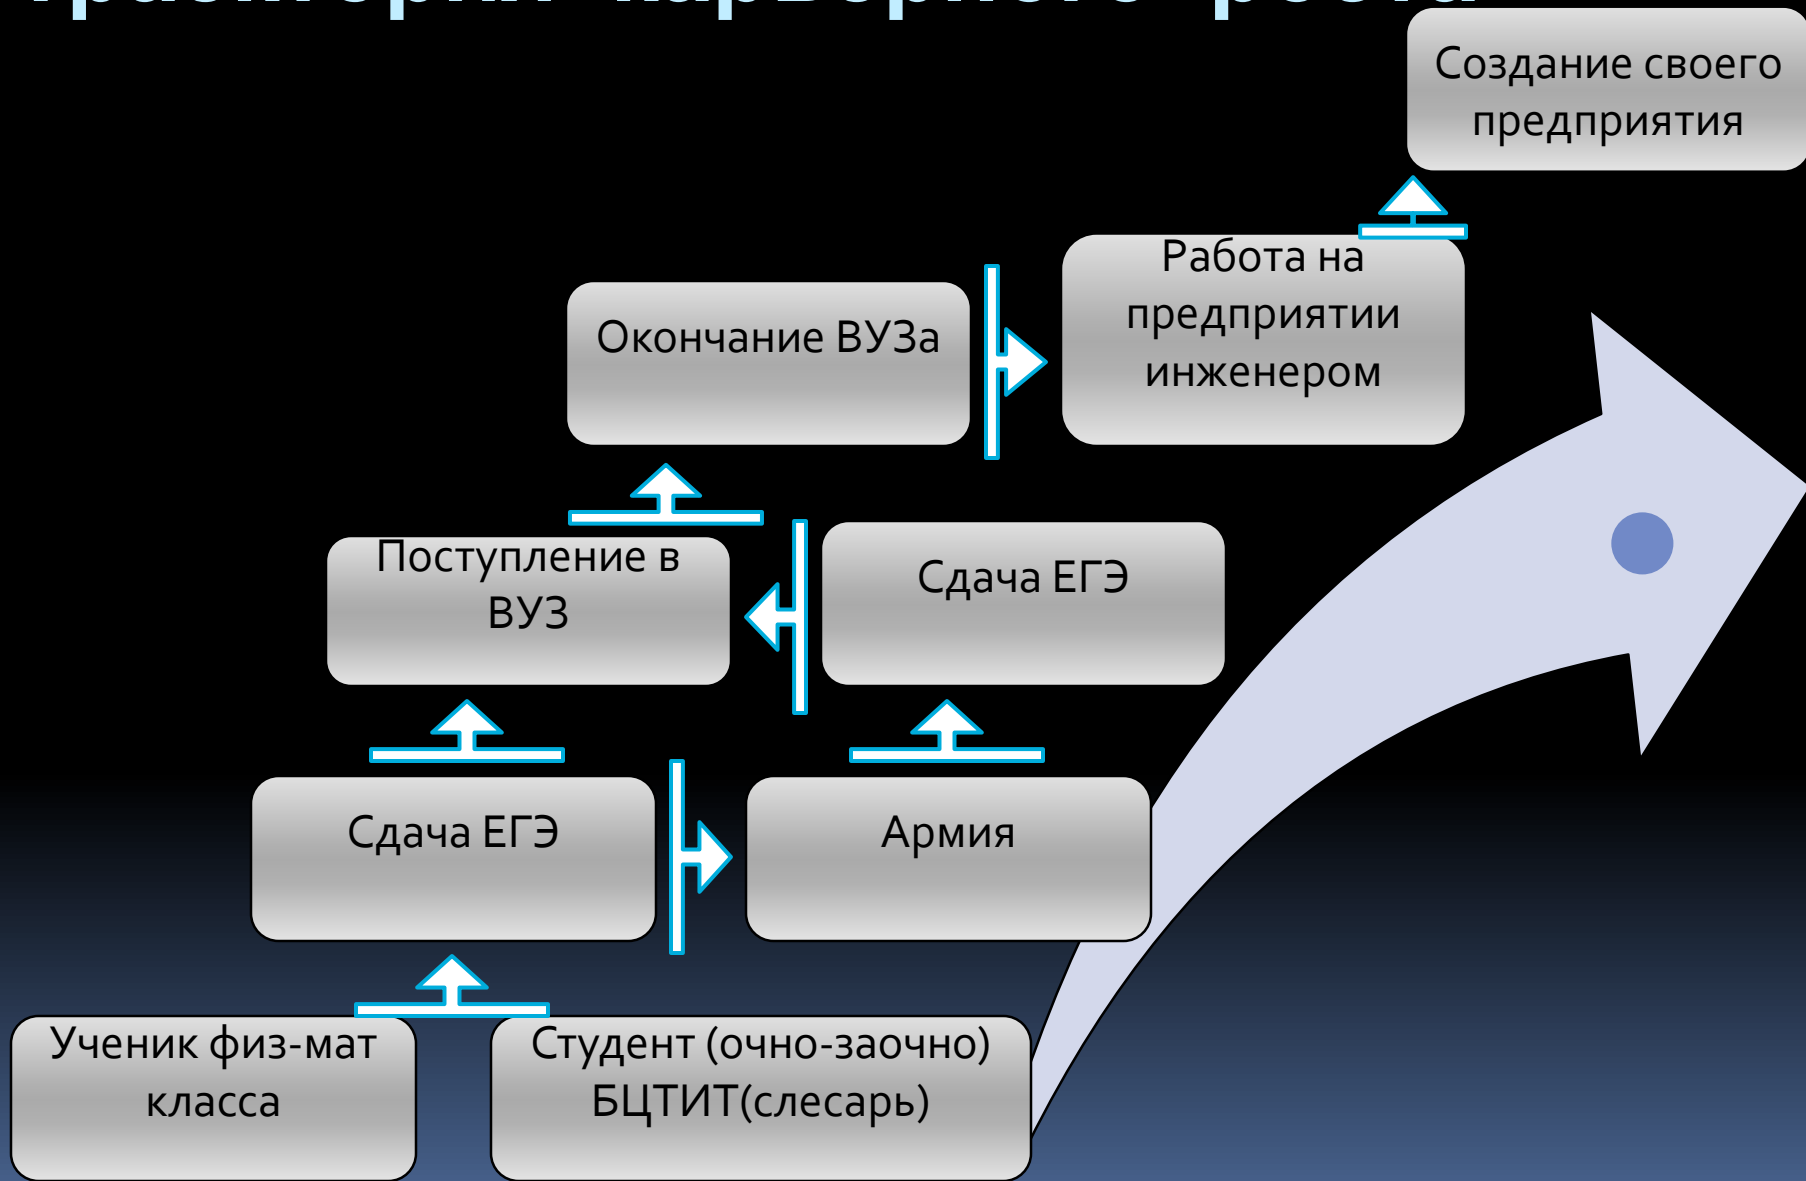 Создание своего
предприятия
Работа на
предприятии
инженером
Окончание ВУЗа
Поступление в
ВУЗ
Сдача ЕГЭ
Сдача ЕГЭ
Армия
Ученик физ-мат
класса
Студент (очно-заочно)
БЦТИТ(слесарь)